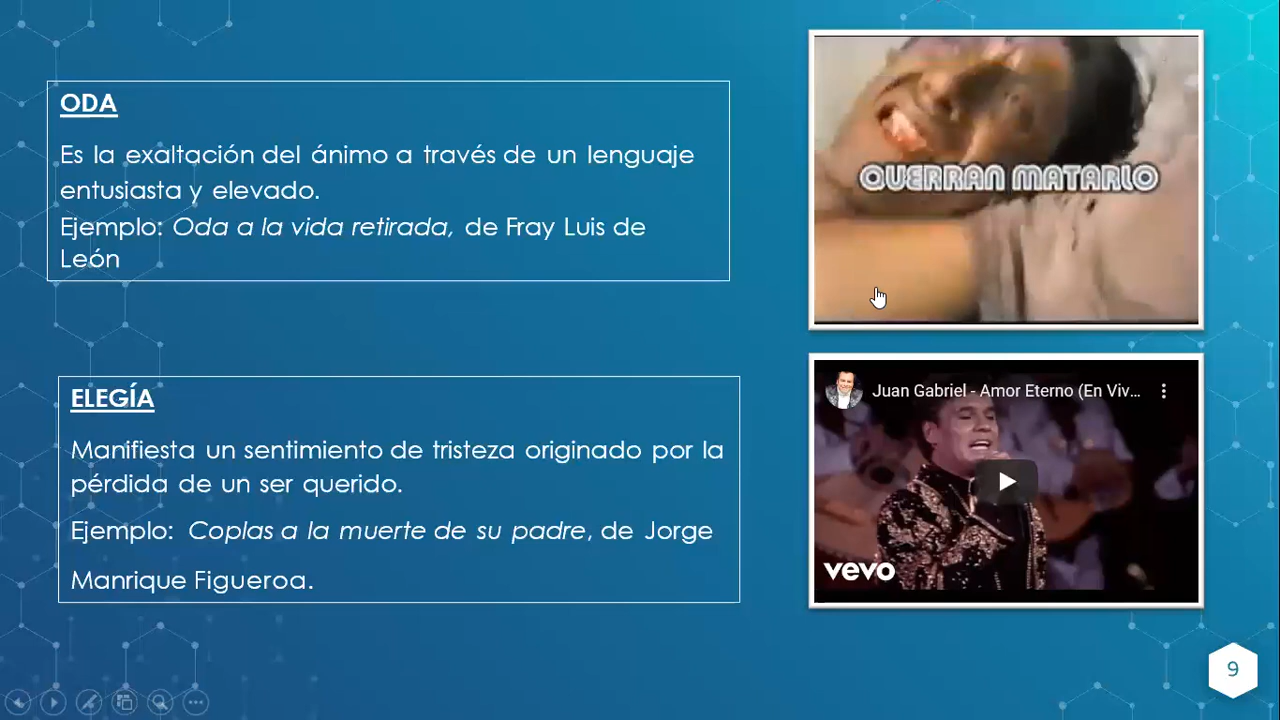 ODA
Es la exaltación del ánimo a través de un lenguaje
entusiasta y elevado.
Ejemplo: Oda a la vida retirada, de Fray Luis de
León
QUERRAN MATARLO
ELEGÍA
Manifiesta un sentimiento de tristeza originado por la
pérdida de un ser querido.
Ejemplo: Coplas a la muerte de su padre, de Jorge
Manrique Figueroa.
Juan Gabriel - Amor Eterno (En Viv...
vevo
9